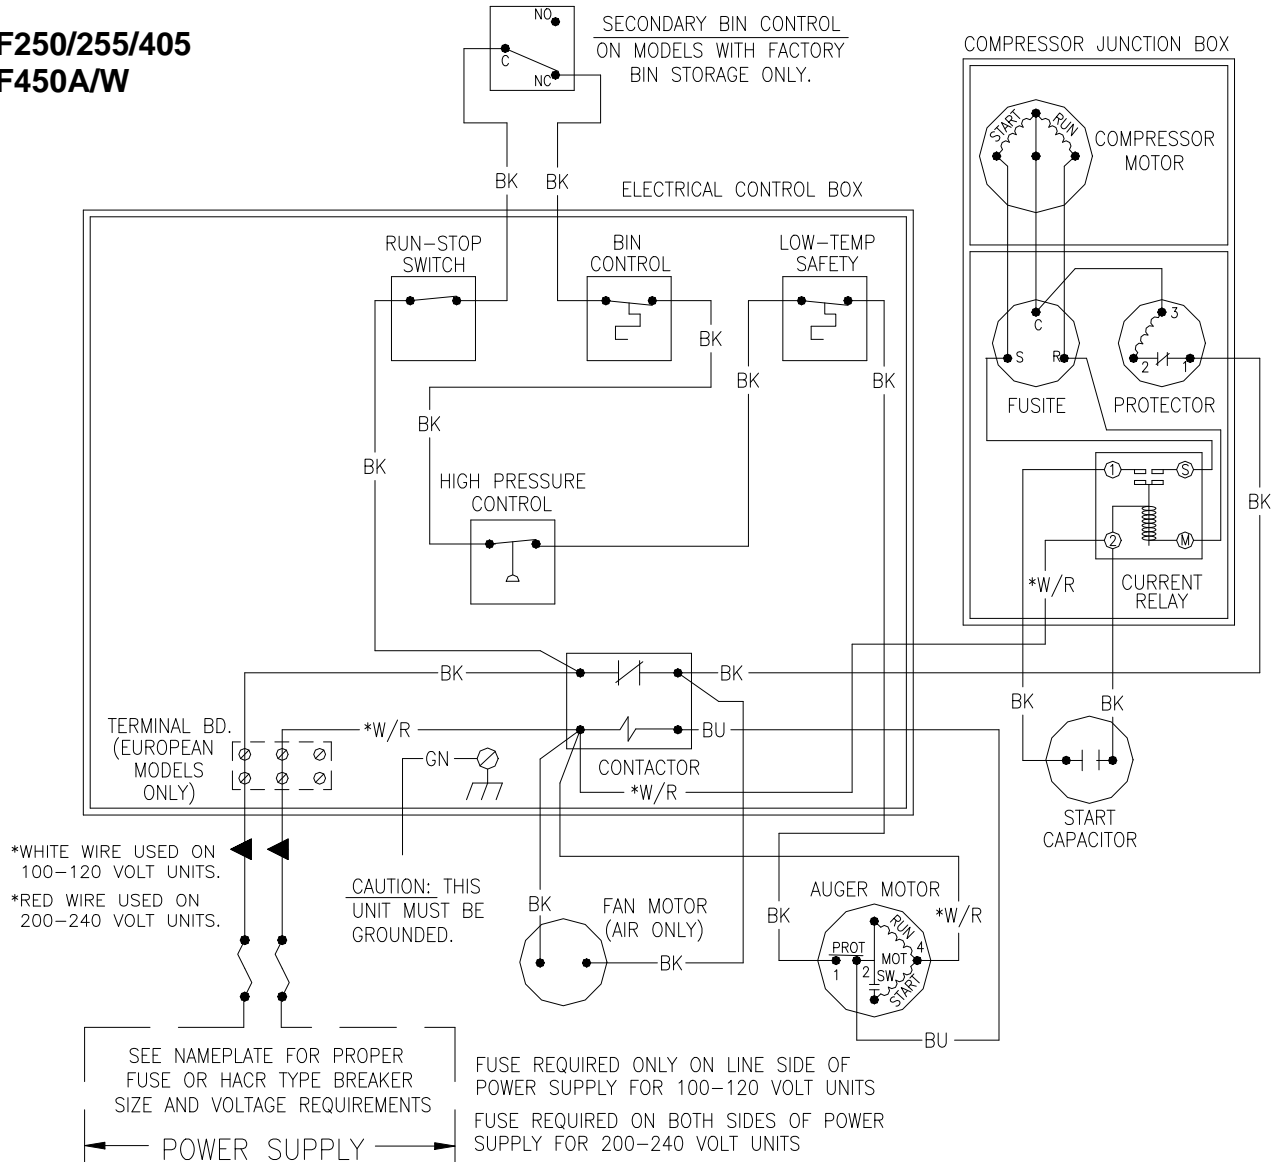 F250/255/405
F450A/W
NO
C
NC
SECONDARY BIN CONTROL
ON MODELS WITH FACTORY
BIN STORAGE ONLY.
COMPRESSOR JUNCTION BOX
START
RUN
COMPRESSOR
MOTOR
BK
BK
ELECTRICAL CONTROL BOX
RUN-STOP
SWITCH
BIN
CONTROL
LOW-TEMP
SAFETY
C
S
R
FUSITE
3
2
1
PROTECTOR
BK
BK
BK
BK
BK
HIGH PRESSURE
CONTROL
1
S
2
M
BK
*W/R
CURRENT
RELAY
BK
BK
BK
BK
TERMINAL BD.
(EUROPEAN
MODELS
ONLY)
*W/R
BU
GN
CONTACTOR
*W/R
START
CAPACITOR
*WHITE WIRE USED ON
100-120 VOLT UNITS.
*RED WIRE USED ON
200-240 VOLT UNITS.
CAUTION: THIS
UNIT MUST BE
GROUNDED.
BK
FAN MOTOR
(AIR ONLY)
BK
AUGER MOTOR
BK
*W/R
RUN
PROT
1
2
MOT
4
SW
START
BU
SEE NAMEPLATE FOR PROPER
FUSE OR HACR TYPE BREAKER
SIZE AND VOLTAGE REQUIREMENTS
POWER SUPPLY
FUSE REQUIRED ONLY ON LINE SIDE OF
POWER SUPPLY FOR 100-120 VOLT UNITS
FUSE REQUIRED ON BOTH SIDES OF POWER
SUPPLY FOR 200-240 VOLT UNITS